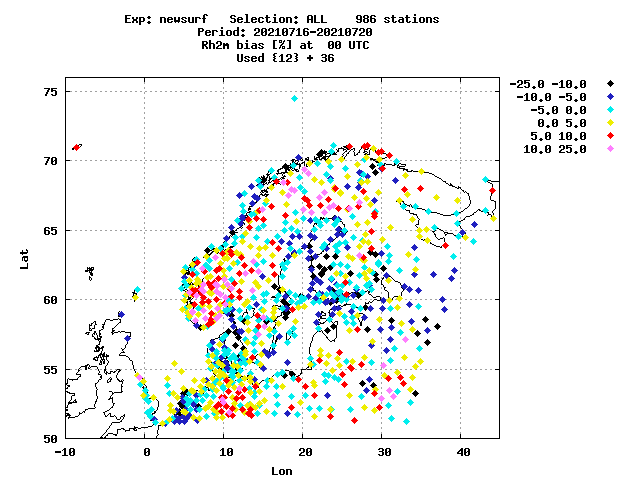 Exp: newsurf   Selection: ALL    986 stations
Period: 20210716-20210720
Rh2m bias [%] at  00 UTC
Used {12} + 36
-25.0 -10.0
-10.0 -5.0
-5.0 0.0
0.0 5.0
5.0 10.0
10.0 25.0
75
70
65
60
55
50
Lat
-10 0 10 20 30 40
Lon